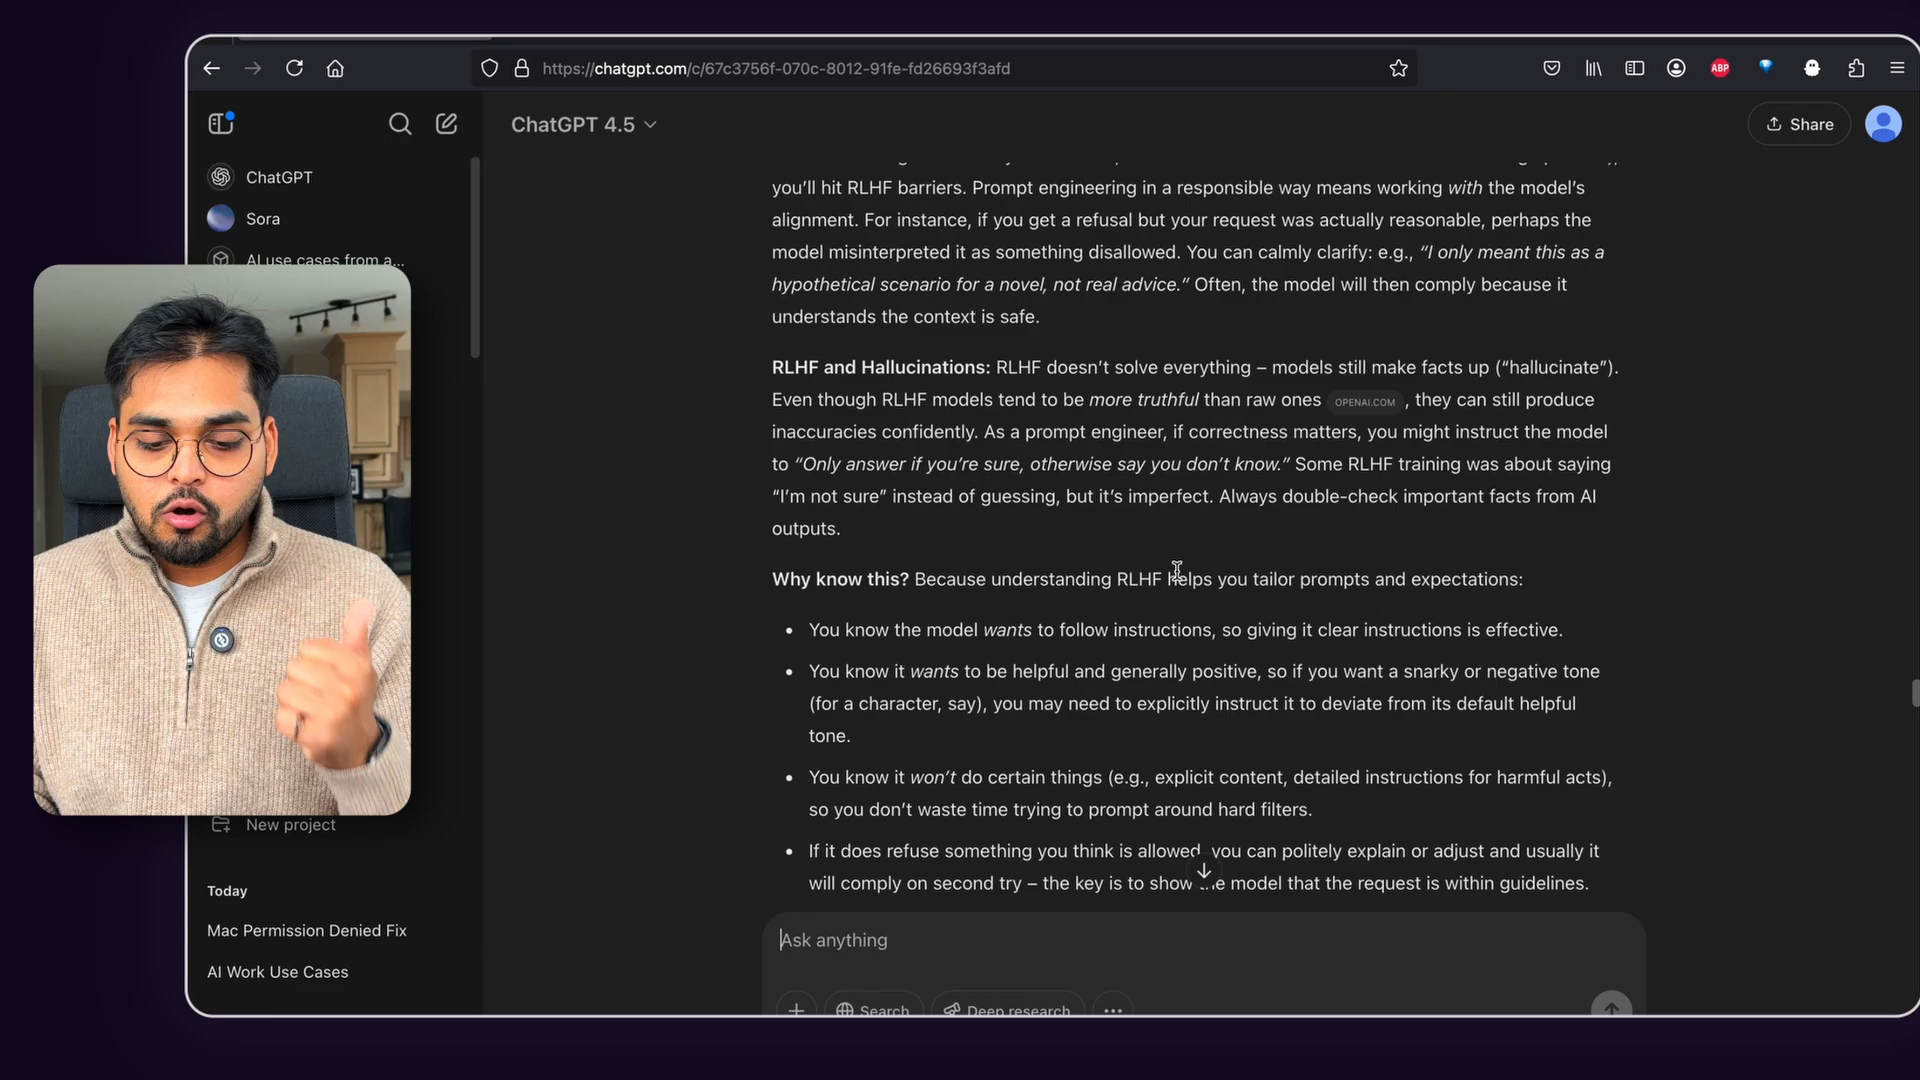 https://chatgpt.com/c/67c3756f-070c-8012-91fe-fd26693f3afd
ABP
ChatGPT 4.5
Share
ChatGPT
Sora
AI use cases from a...
New project
Today
Mac Permission Denied Fix
AI Work Use Cases
you’ll hit RLHF barriers. Prompt engineering in a responsible way means working with the model’s
alignment. For instance, if you get a refusal but your request was actually reasonable, perhaps the
model misinterpreted it as something disallowed. You can calmly clarify: e.g., “I only meant this as a
hypothetical scenario for a novel, not real advice.” Often, the model will then comply because it
understands the context is safe.
RLHF and Hallucinations: RLHF doesn’t solve everything – models still make facts up (“hallucinate”).
Even though RLHF models tend to be more truthful than raw ones OPENAI.COM , they can still produce
inaccuracies confidently. As a prompt engineer, if correctness matters, you might instruct the model
to “Only answer if you’re sure, otherwise say you don’t know.” Some RLHF training was about saying
“I’m not sure” instead of guessing, but it’s imperfect. Always double-check important facts from AI
outputs.
Why know this? Because understanding RLHF helps you tailor prompts and expectations:
• You know the model wants to follow instructions, so giving it clear instructions is effective.
• You know it wants to be helpful and generally positive, so if you want a snarky or negative tone
(for a character, say), you may need to explicitly instruct it to deviate from its default helpful
tone.
• You know it won’t do certain things (e.g., explicit content, detailed instructions for harmful acts),
so you don’t waste time trying to prompt around hard filters.
• If it does refuse something you think is allowed, you can politely explain or adjust and usually it
will comply on second try – the key is to show the model that the request is within guidelines.
Ask anything
Search
Deep research